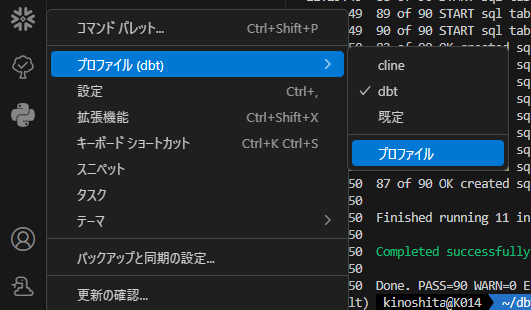 49 89 of 90 START sql tab
コマンド パレット... Ctrl+Shift+P
49 90 of 90 START sql tab
プロファイル (dbt)
設定 Ctrl+,
拡張機能 Ctrl+Shift+X
キーボード ショートカット Ctrl+K Ctrl+S
スニペット
タスク
テーマ
バックアップと同期の設定...
更新の確認...
cline
dbt
既定
プロファイル
50 87 of 90 OK created sq
50
50 Finished running 11 in
50
50 Completed successfully
50
50 Done. PASS=90 WARN=0 E
lt) kinoshita@K014 ~/db